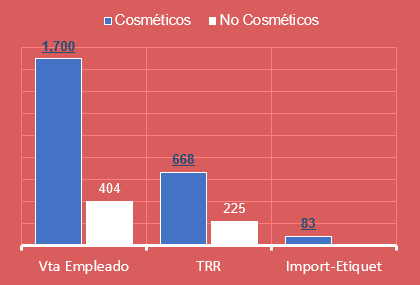 Cosméticos No Cosméticos
1,700
404
668
225
83
Vta Empleado TRR Import-Etiquet